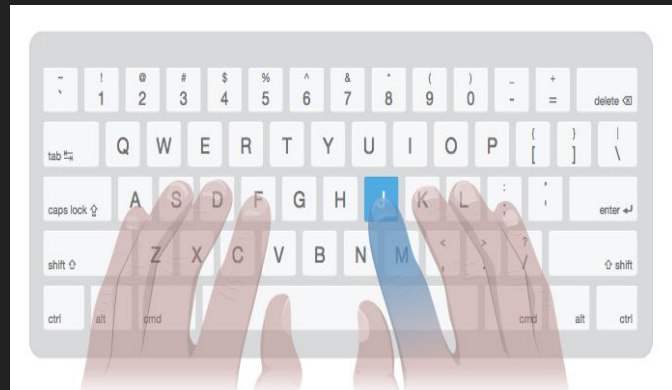 ~ ` ! 1 @ 2 # 3 $ 4 % 5 ^ 6 & 7 * 8 ( 9 ) 0 _ - + = delete
tab Q W E R T Y U I O P { [ } ] | \
caps lock A S D F G H J K L : ; " ' enter
shift Z X C V B N M < , > . ? / shift
ctrl alt cmd cmd alt ctrl